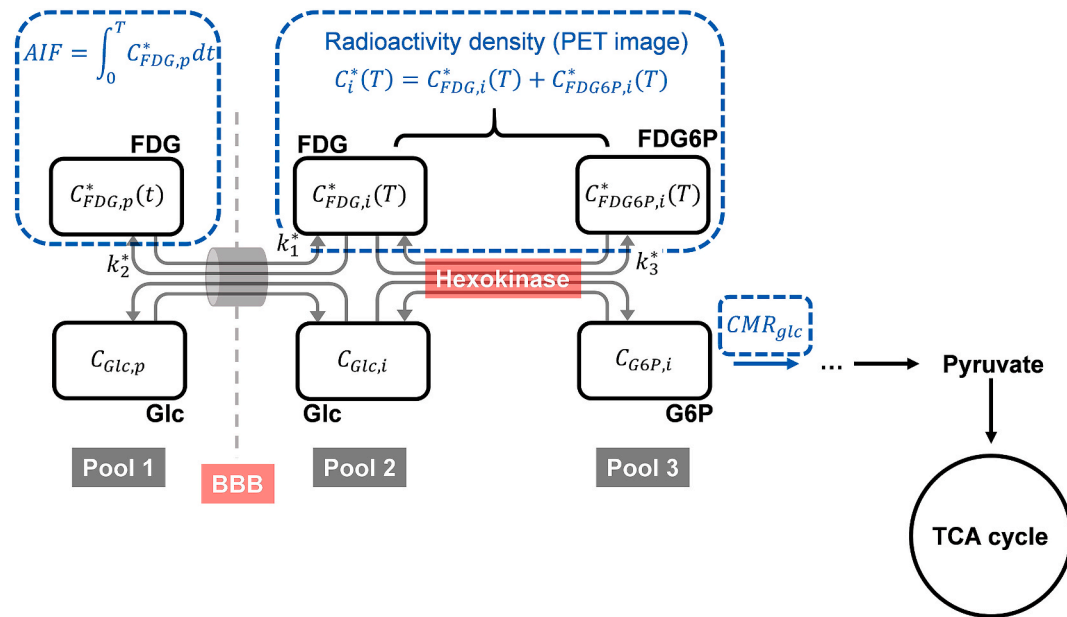 AIF = ∫₀ᵀ C*FDG,p dt
Radioactivity density (PET image)
C*i(T) = C*FDG,i(T) + C*FDG6P,i(T)
FDG
FDG
FDG6P
C*FDG,p(t)
C*FDG,i(T)
C*FDG6P,i(T)
k*2
k*1
k*3
Hexokinase
CMRglc
CGlc,p
CGlc,i
CG6P,i
...
Pyruvate
Glc
Glc
G6P
Pool 1
Pool 2
Pool 3
BBB
TCA cycle